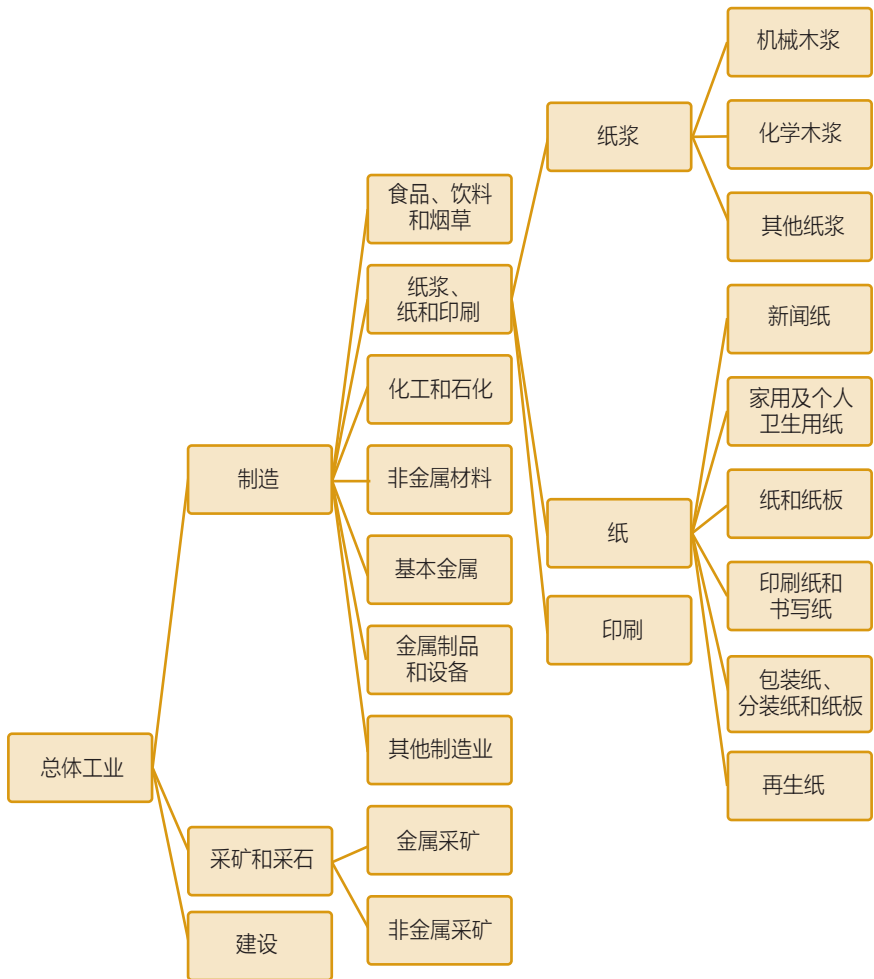 机械木浆
纸浆
化学木浆
食品、饮料
和烟草
其他纸浆
纸浆、
纸和印刷
新闻纸
化工和石化
家用及个人
卫生用纸
制造
非金属材料
纸和纸板
纸
基本金属
印刷纸和
书写纸
印刷
金属制品
和设备
包装纸、
分装纸和纸板
总体工业
其他制造业
再生纸
采矿和采石
金属采矿
建设
非金属采矿